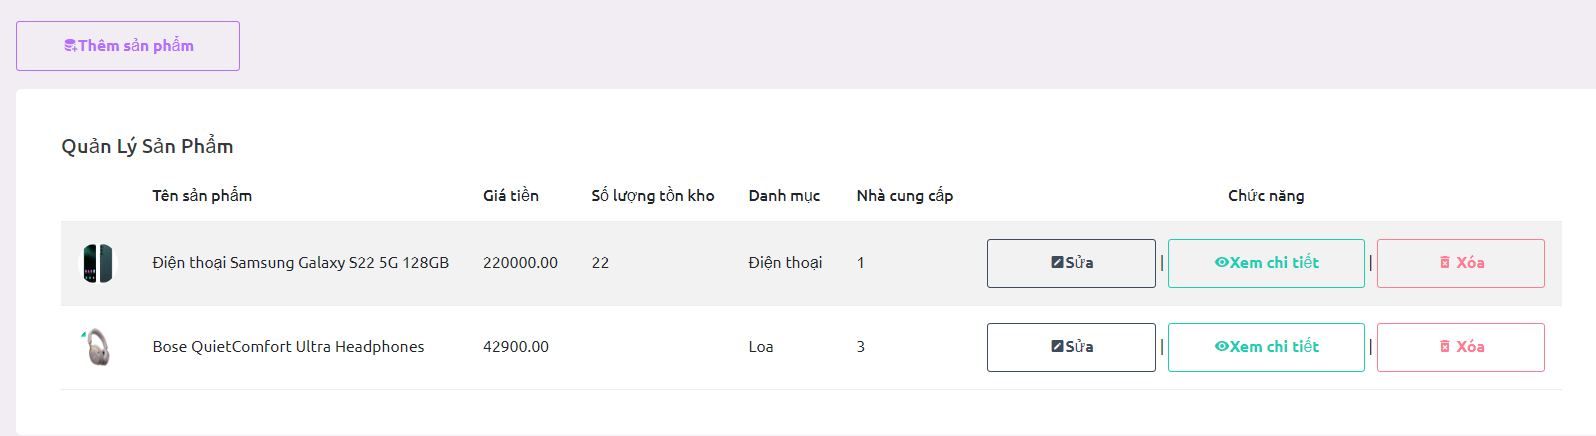 Thêm sản phẩm
Quản Lý Sản Phẩm
Tên sản phẩm Giá tiền Số lượng tồn kho Danh mục Nhà cung cấp Chức năng
Điện thoại Samsung Galaxy S22 5G 128GB 220000.00 22 Điện thoại 1 Sửa | Xem chi tiết | Xóa
Bose QuietComfort Ultra Headphones 42900.00 Loa 3 Sửa | Xem chi tiết | Xóa